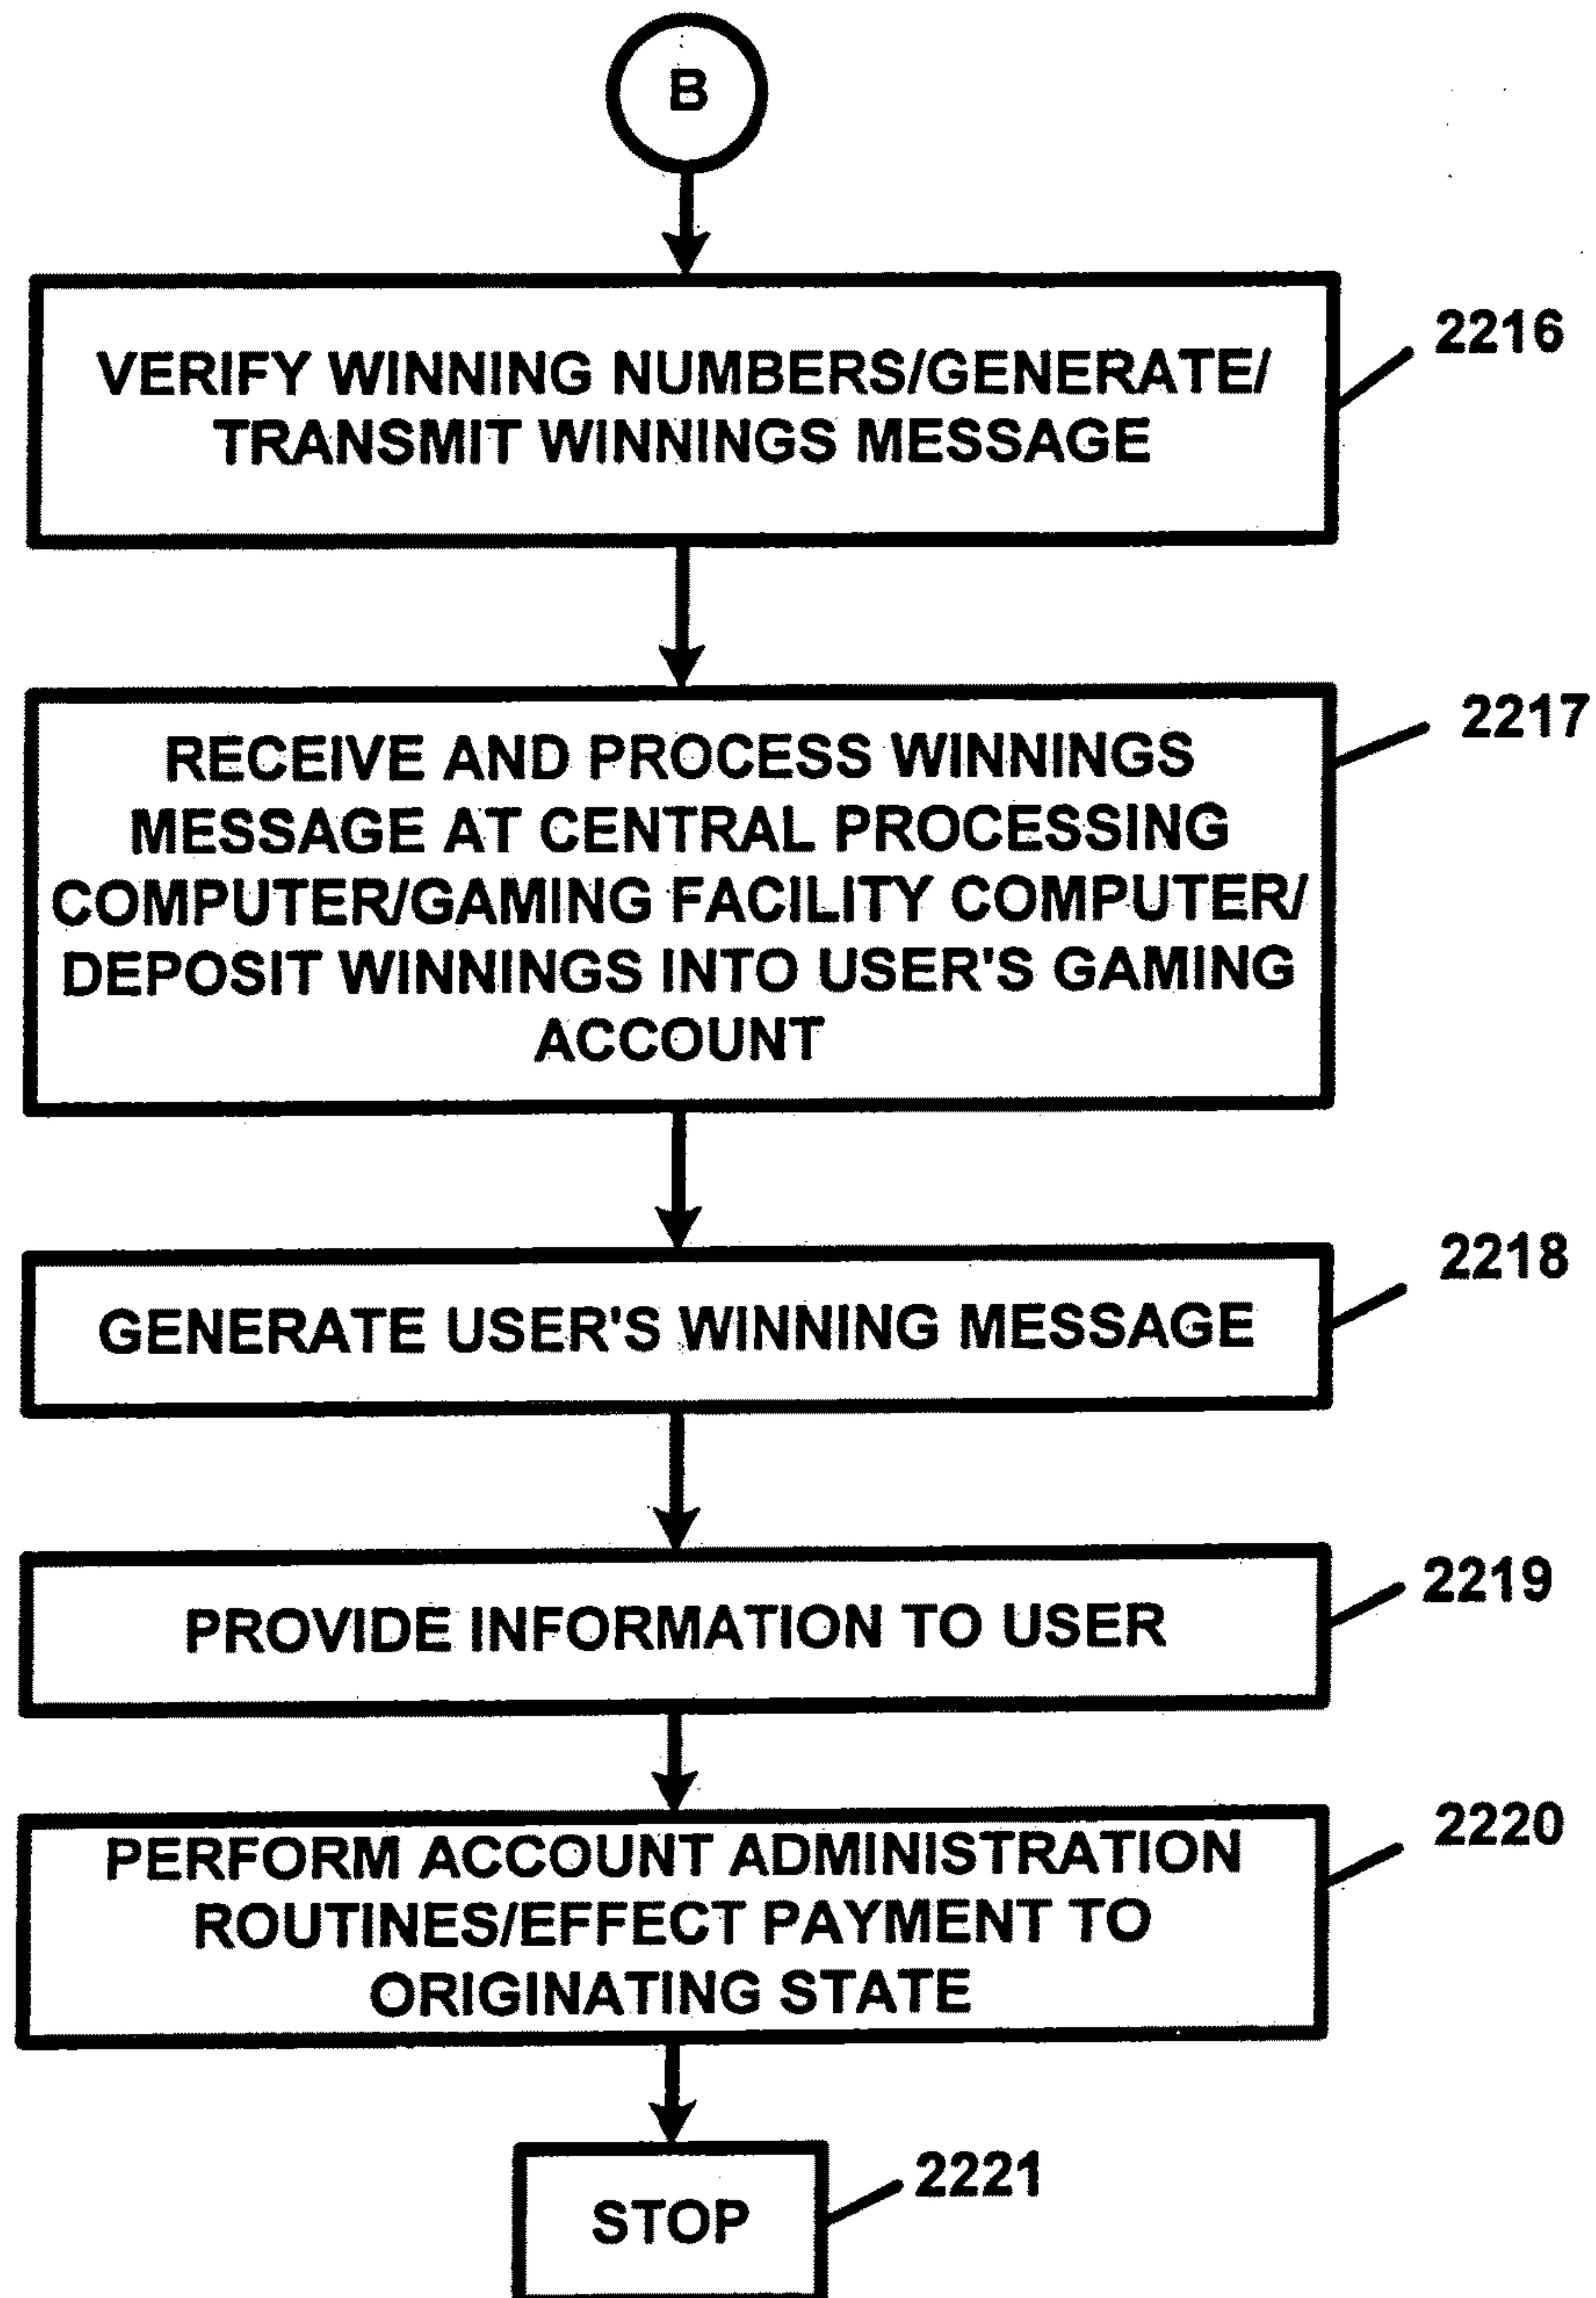 B
VERIFY WINNING NUMBERS/GENERATE/
TRANSMIT WINNINGS MESSAGE
2216
RECEIVE AND PROCESS WINNINGS
MESSAGE AT CENTRAL PROCESSING
COMPUTER/GAMING FACILITY COMPUTER/
DEPOSIT WINNINGS INTO USER'S GAMING
ACCOUNT
2217
GENERATE USER'S WINNING MESSAGE
2218
PROVIDE INFORMATION TO USER
2219
PERFORM ACCOUNT ADMINISTRATION
ROUTINES/EFFECT PAYMENT TO
ORIGINATING STATE
2220
STOP
2221